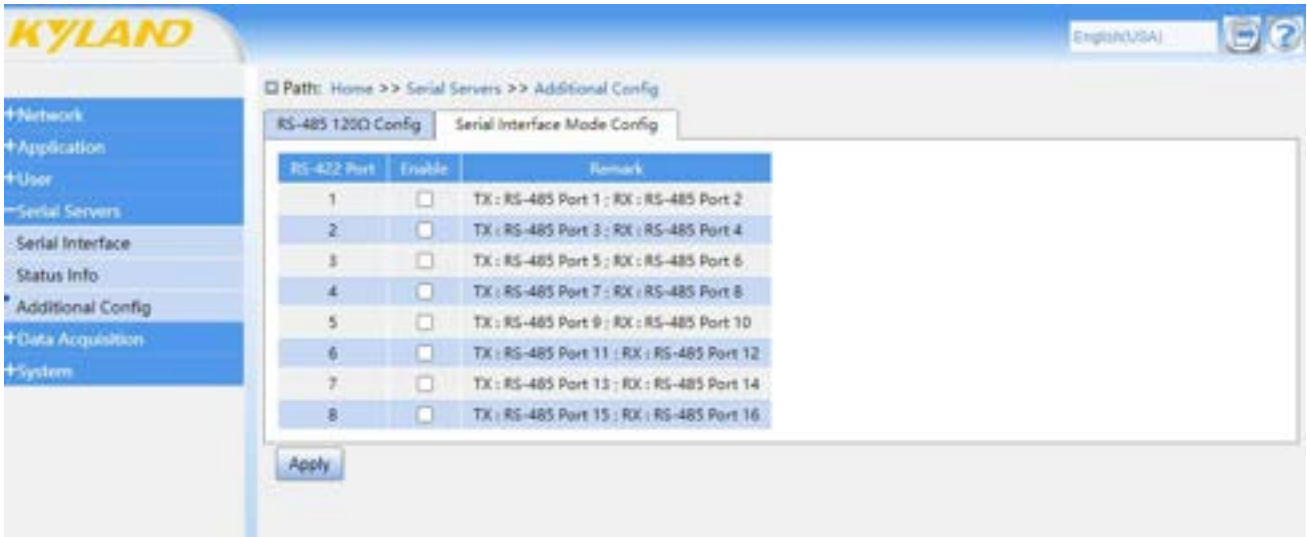 KYLAND
English(USA)
Path: Home >> Serial Servers >> Additional Config
+Network
+Application
+User
−Serial Servers
Serial Interface
Status Info
Additional Config
+Data Acquisition
+System
RS-485 120Ω Config Serial Interface Mode Config
RS-422 Port Enable Remark
1 TX : RS-485 Port 1 ; RX : RS-485 Port 2
2 TX : RS-485 Port 3 ; RX : RS-485 Port 4
3 TX : RS-485 Port 5 ; RX : RS-485 Port 6
4 TX : RS-485 Port 7 ; RX : RS-485 Port 8
5 TX : RS-485 Port 9 ; RX : RS-485 Port 10
6 TX : RS-485 Port 11 ; RX : RS-485 Port 12
7 TX : RS-485 Port 13 ; RX : RS-485 Port 14
8 TX : RS-485 Port 15 ; RX : RS-485 Port 16
Apply